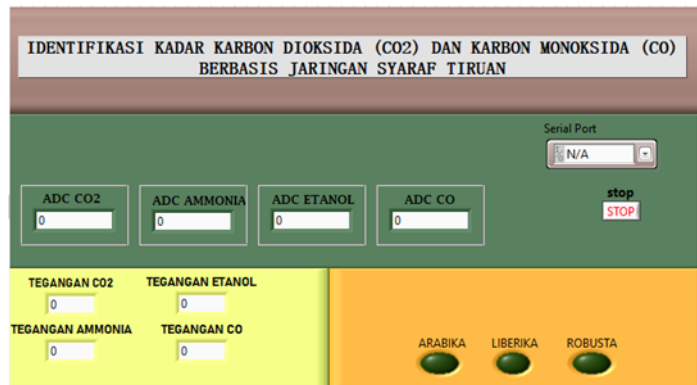 IDENTIFIKASI KADAR KARBON DIOKSIDA (CO2) DAN KARBON MONOKSIDA (CO)
BERBASIS JARINGAN SYARAF TIRUAN
Serial Port
N/A
ADC CO2
0
ADC AMMONIA
0
ADC ETANOL
0
ADC CO
0
stop
STOP
TEGANGAN CO2
0
TEGANGAN ETANOL
0
TEGANGAN AMMONIA
0
TEGANGAN CO
0
ARABIKA
LIBERIKA
ROBUSTA